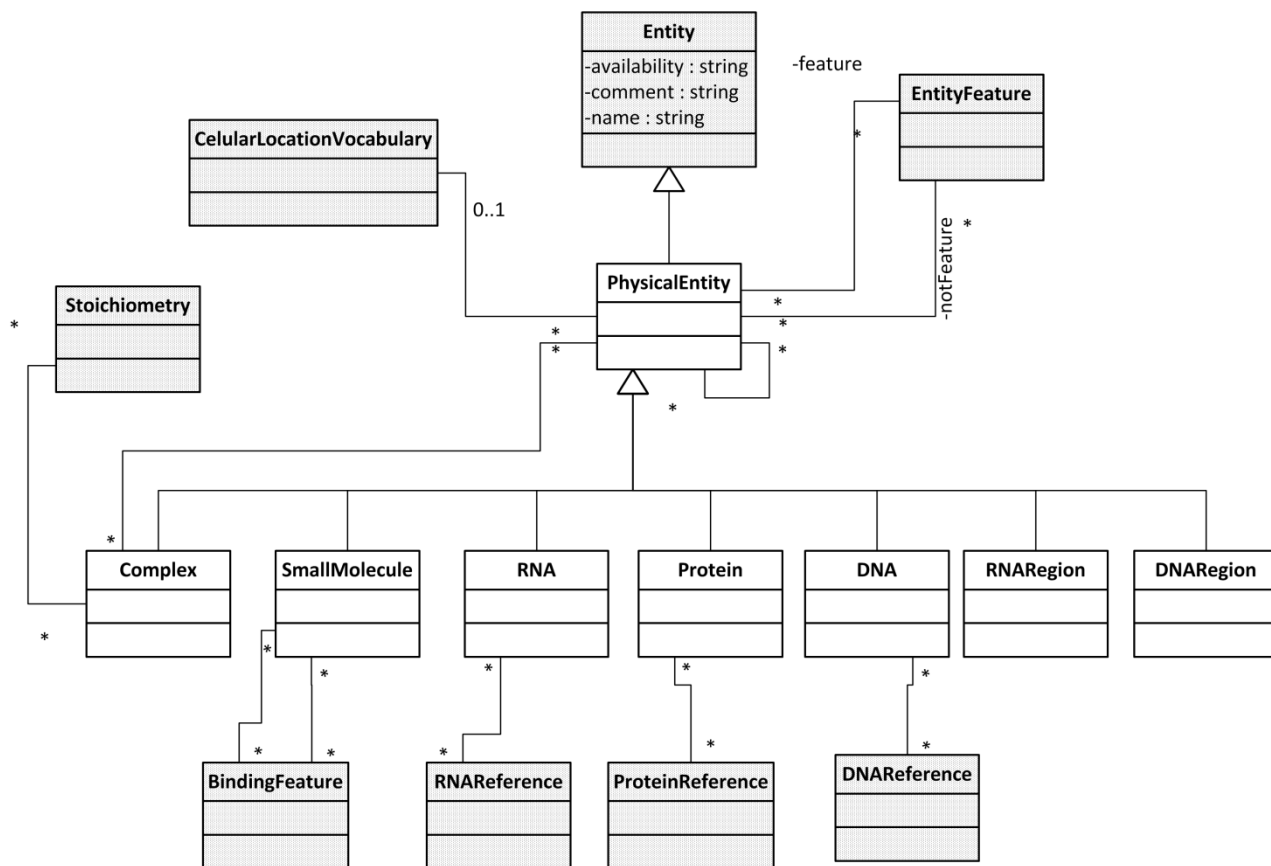 Entity
-availability : string
-comment : string
-name : string
-feature
EntityFeature
*
CelularLocationVocabulary
0..1
*
-notFeature
PhysicalEntity
Stoichiometry
*
*
*
*
*
*
*
*
*
Complex
SmallMolecule
RNA
Protein
DNA
RNARegion
DNARegion
*
*
*
*
*
*
*
*
*
*
*
BindingFeature
RNAReference
ProteinReference
DNAReference